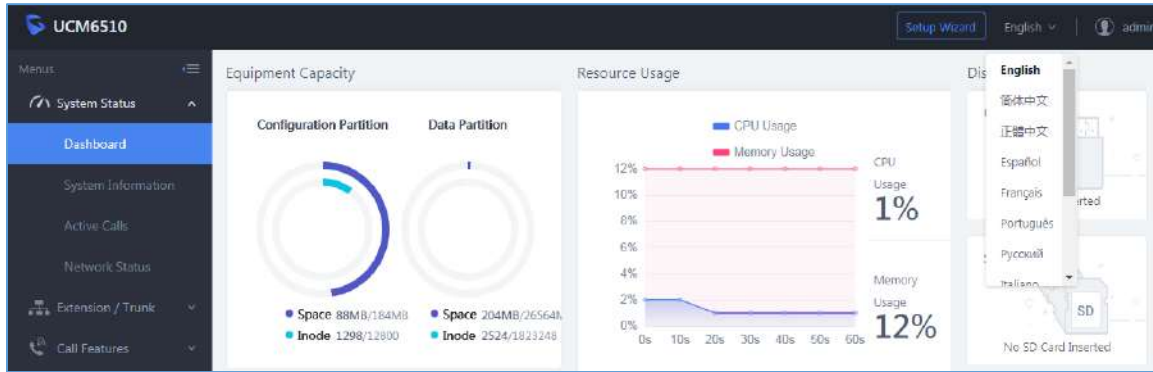 UCM6510
Setup Wizard
English
admin
Menus
System Status
Dashboard
System Information
Active Calls
Network Status
Extension / Trunk
Call Features
Equipment Capacity
Configuration Partition
Data Partition
Space 88MB/184MB
Inode 1298/12800
Space 204MB/26564
Inode 2524/1823248
Resource Usage
CPU Usage
Memory Usage
12%
10%
8%
6%
4%
2%
0%
0s 10s 20s 30s 40s 50s 60s
CPU
Usage
1%
Memory
Usage
12%
Dis
English
简体中文
正體中文
Español
Français
Português
Русский
Italiano
rted
SD
No SD Card Inserted